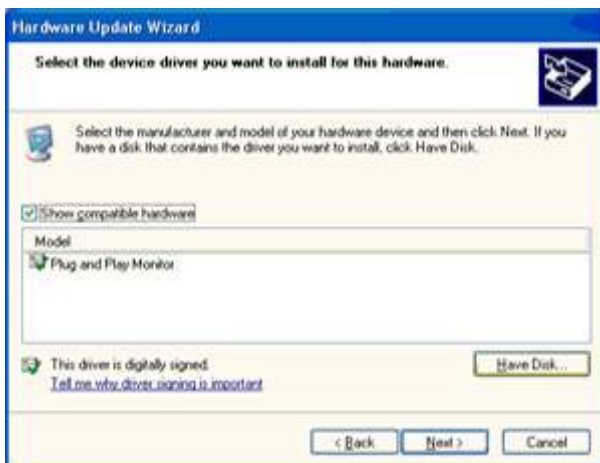 Hardware Update Wizard
Select the device driver you want to install for this hardware.
Select the manufacturer and model of your hardware device and then click Next. If you
have a disk that contains the driver you want to install, click Have Disk.
Show compatible hardware
Model
Plug and Play Monitor
This driver is digitally signed.
Have Disk...
Tell me why driver signing is important
< Back
Next >
Cancel